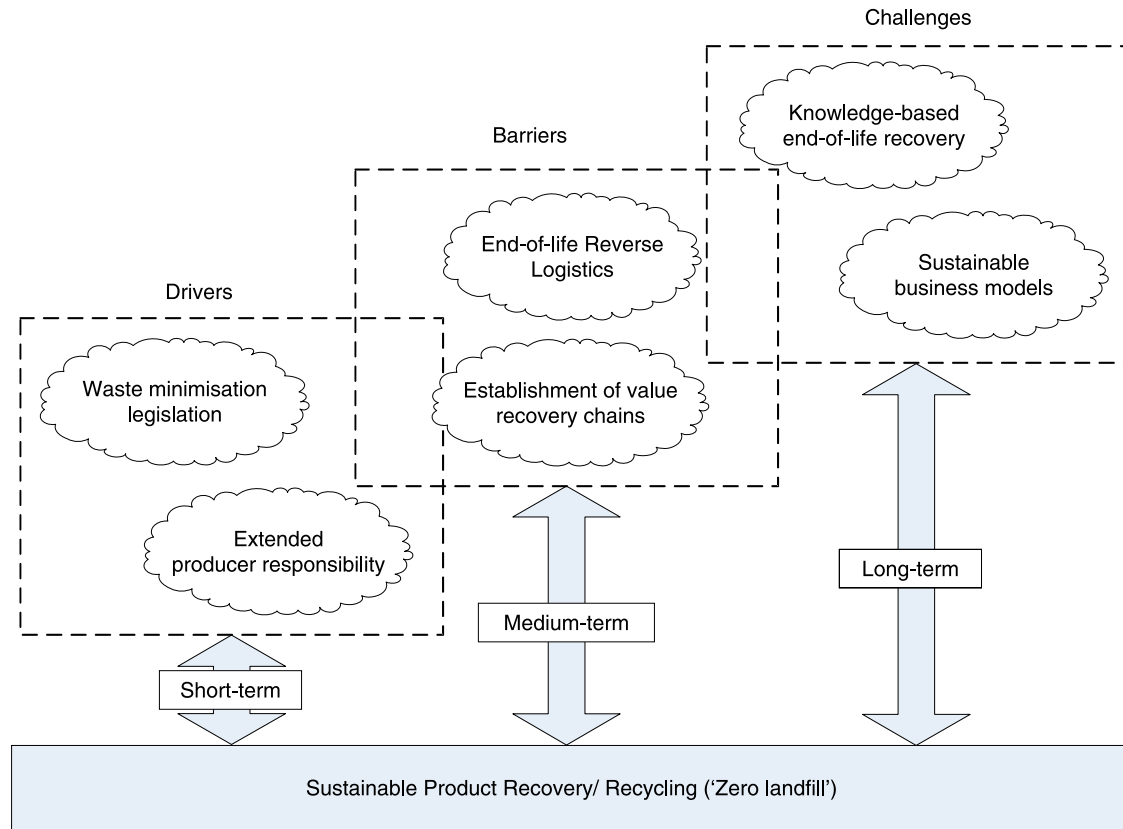 Challenges
Knowledge-based
end-of-life recovery
Sustainable
business models
Barriers
End-of-life Reverse
Logistics
Establishment of value
recovery chains
Drivers
Waste minimisation
legislation
Extended
producer responsibility
Short-term
Medium-term
Long-term
Sustainable Product Recovery/ Recycling (‘Zero landfill’)